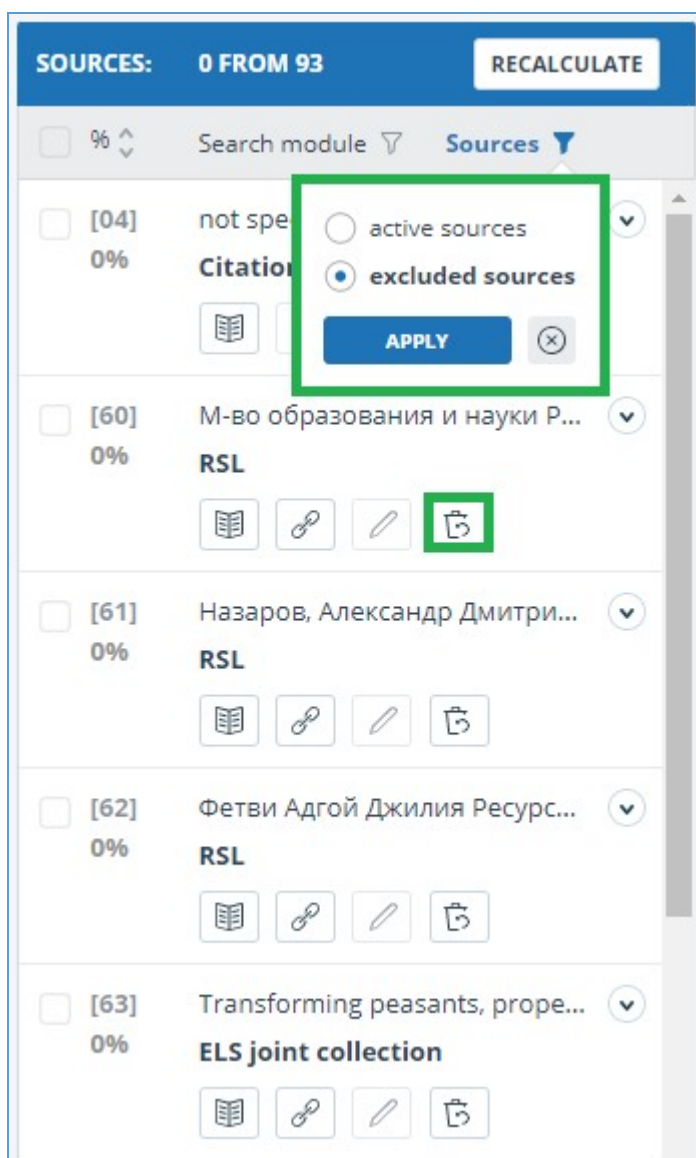 SOURCES: 0 FROM 93 RECALCULATE
% Search module Sources
[04] not spe
active sources
0% Citation
excluded sources
APPLY
[60] М-во образования и науки Р...
0% RSL
[61] Назаров, Александр Дмитри...
0% RSL
[62] Фетви Адгой Джилия Ресурс...
0% RSL
[63] Transforming peasants, prope...
0% ELS joint collection